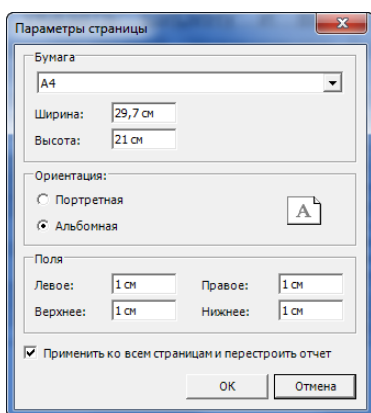 Параметры страницы
Бумага
A4
Ширина: 29,7 см
Высота: 21 см
Ориентация:
Портретная
Альбомная
A
Поля
Левое: 1 см Правое: 1 см
Верхнее: 1 см Нижнее: 1 см
Применить ко всем страницам и перестроить отчет
ОК Отмена